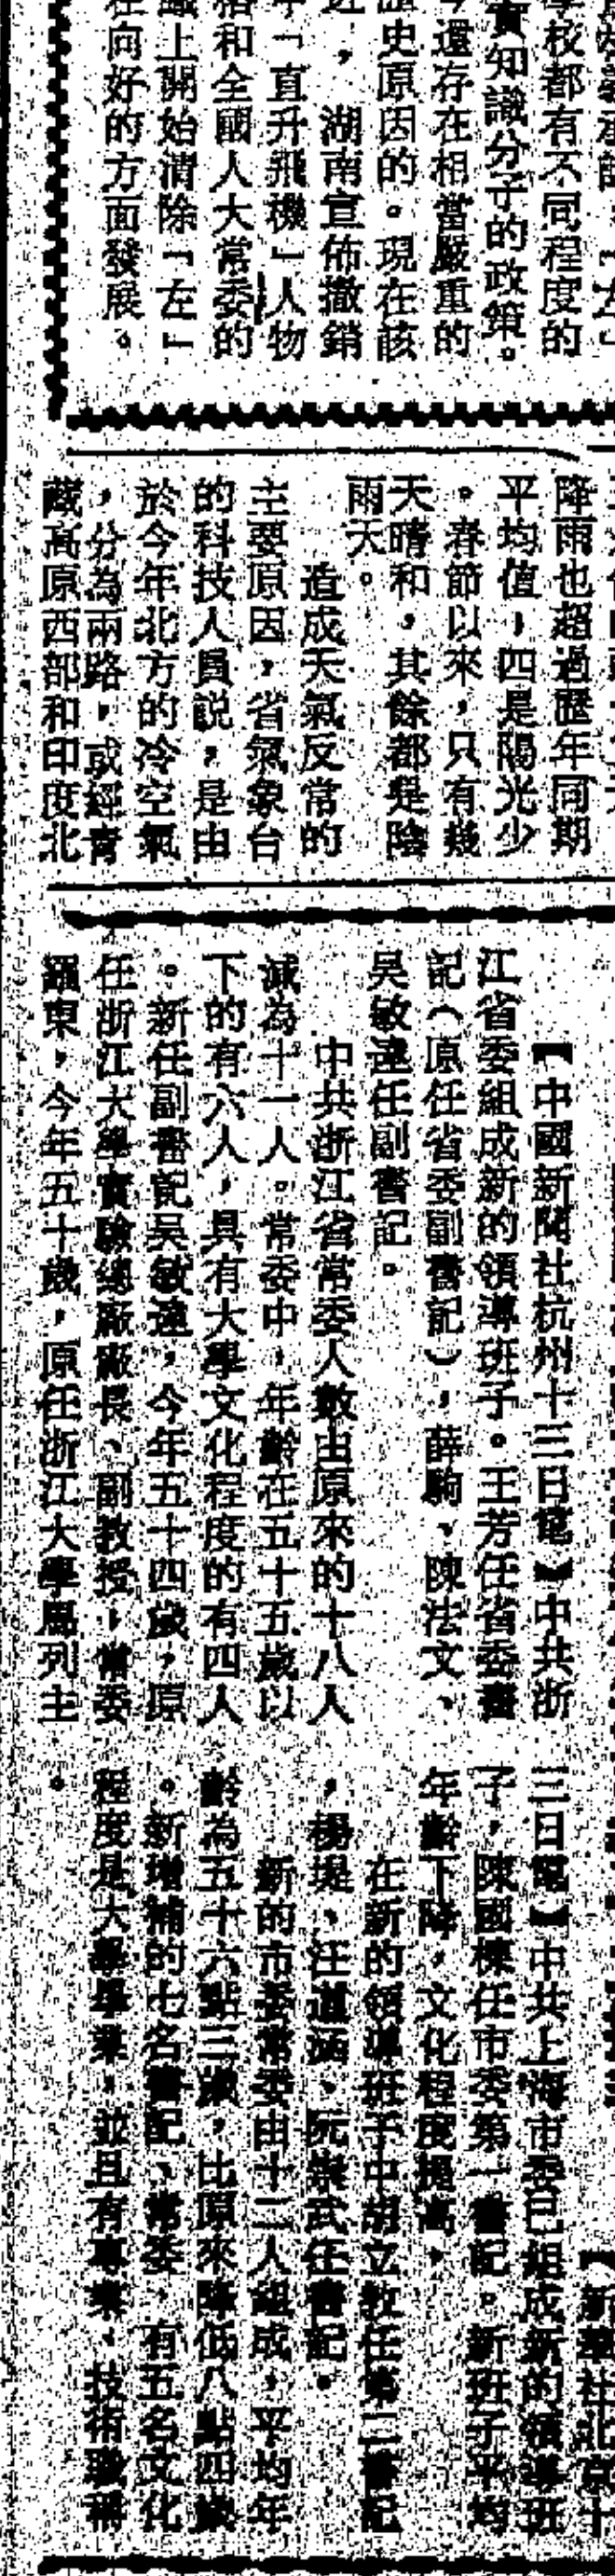 學校都有不同程度的
實知識分子的政策。
今還存在相當嚴重的
歷史原因的。現在該
近，湖南宣佈撤銷
中「直升飛機」人物
格和全國人大常委的
織上開始清除「左」
在向好的方面發展。
降雨也超過歷年同期
平均值，四是陽光少
。春節以來，只有幾
天晴和，其餘都是陰
雨天。
造成天氣反常的
主要原因，省氣象台
的科技人員說，是由
於今年北方的冷空氣
，分為兩路，或經青
藏高原西部和印度北
【中國新聞社杭州十三日電】中共浙
江省委組成新的領導班子。王芳任省委書
記（原任省委副書記），薛駒、陳法文、
吳敏達任副書記。
中共浙江省常委人數由原來的十八人
減為十一人。常委中，年齡在五十五歲以
下的有六人，具有大學文化程度的有四人
。新任副書記吳敏達，今年五十四歲，原
任浙江大學實驗總廠廠長、副教授，常委
羅東，今年五十歲，原任浙江大學馬列主
【新華社北京十
三日電】中共上海市委已組成新的領導班
子，陳國棟任市委第一書記。新班子平均
年齡下降，文化程度提高，
在新的領導班子中胡立教任第二書記
，楊堤、汪道涵、阮崇武任書記。
新的市委常委由十二人組成，平均年
齡為五十六點三歲，比原來降低八點四歲
。新增補的七名書記、常委，有五名文化
程度是大學畢業，並且有專業、技術職稱
。